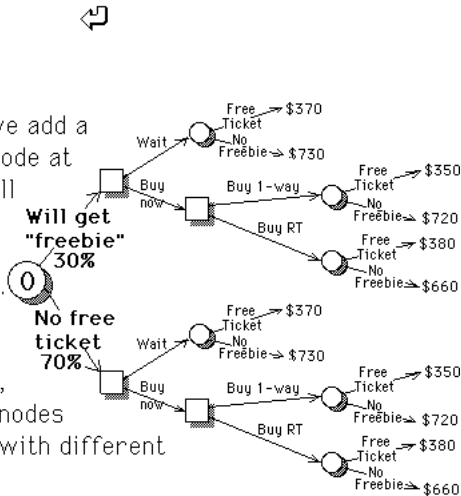 ve add a
ode at
ll
Will get
"freebie"
30%
0
No free
ticket
70%
,
nodes
with different
Wait
Buy
now
Free
Ticket
$370
No
Freebie
$730
Buy 1-way
Free
Ticket
$350
No
Freebie
$720
Buy RT
Free
Ticket
$380
No
Freebie
$660
Wait
Buy
now
Free
Ticket
$370
No
Freebie
$730
Buy 1-way
Free
Ticket
$350
No
Freebie
$720
Buy RT
Free
Ticket
$380
No
Freebie
$660